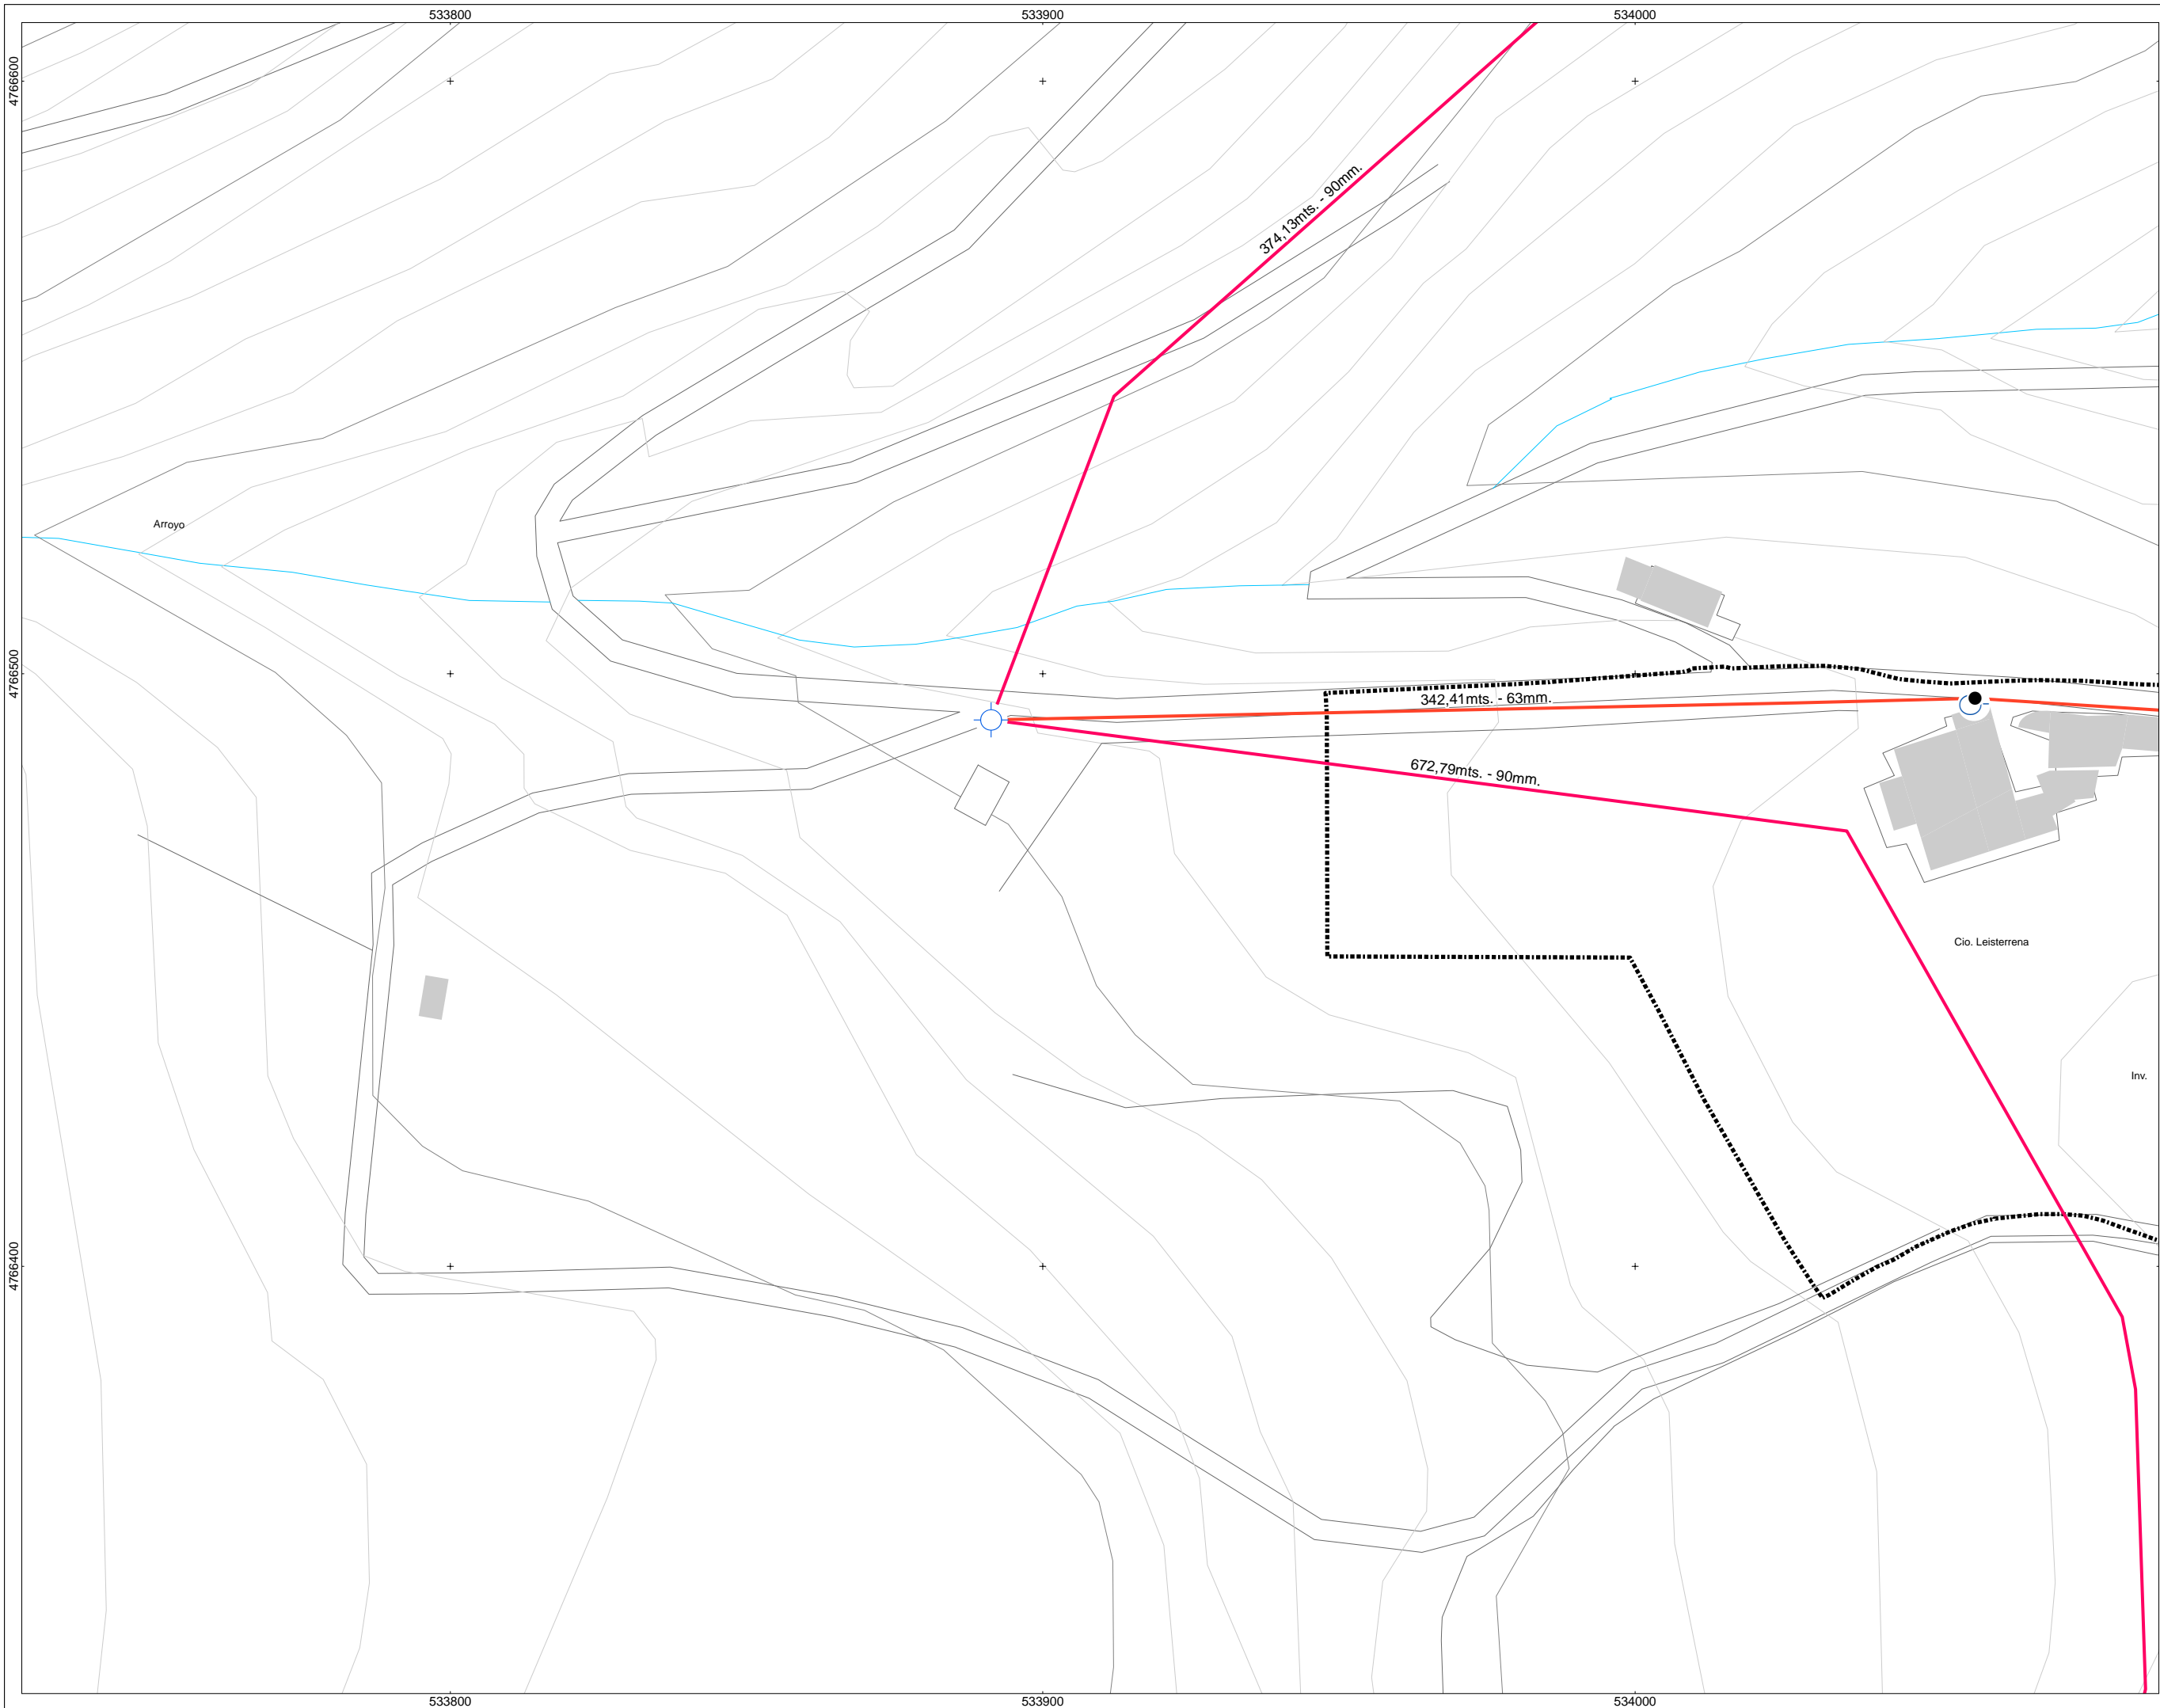 533800
533900
534000
4766600
374,13mts. - 90mm.
Arroyo
4766500
342,41mts. - 63mm.
672,79mts. - 90mm.
Cio. Leisterrena
Inv.
4766400
533800
533900
534000